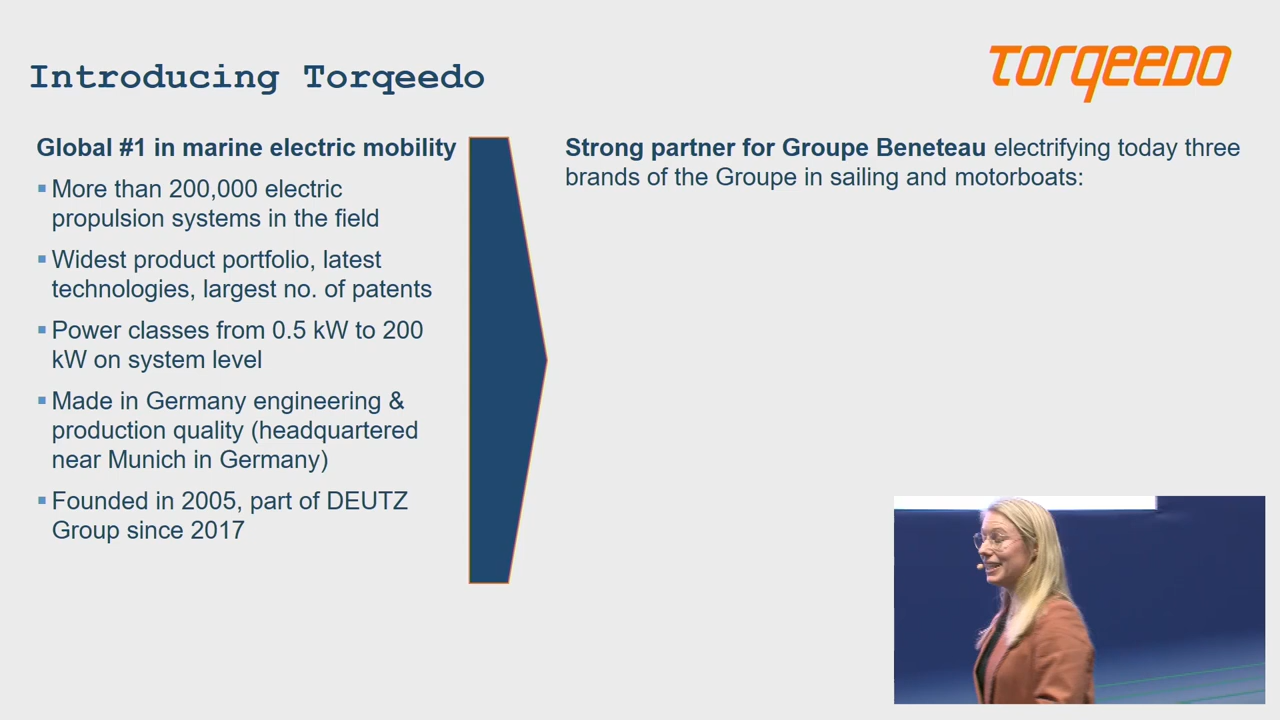 Introducing Torqeedo
TORQEEDO
Global #1 in marine electric mobility
More than 200,000 electric
propulsion systems in the field
Widest product portfolio, latest
technologies, largest no. of patents
Power classes from 0.5 kW to 200
kW on system level
Made in Germany engineering &
production quality (headquartered
near Munich in Germany)
Founded in 2005, part of DEUTZ
Group since 2017
Strong partner for Groupe Beneteau electrifying today three
brands of the Groupe in sailing and motorboats: